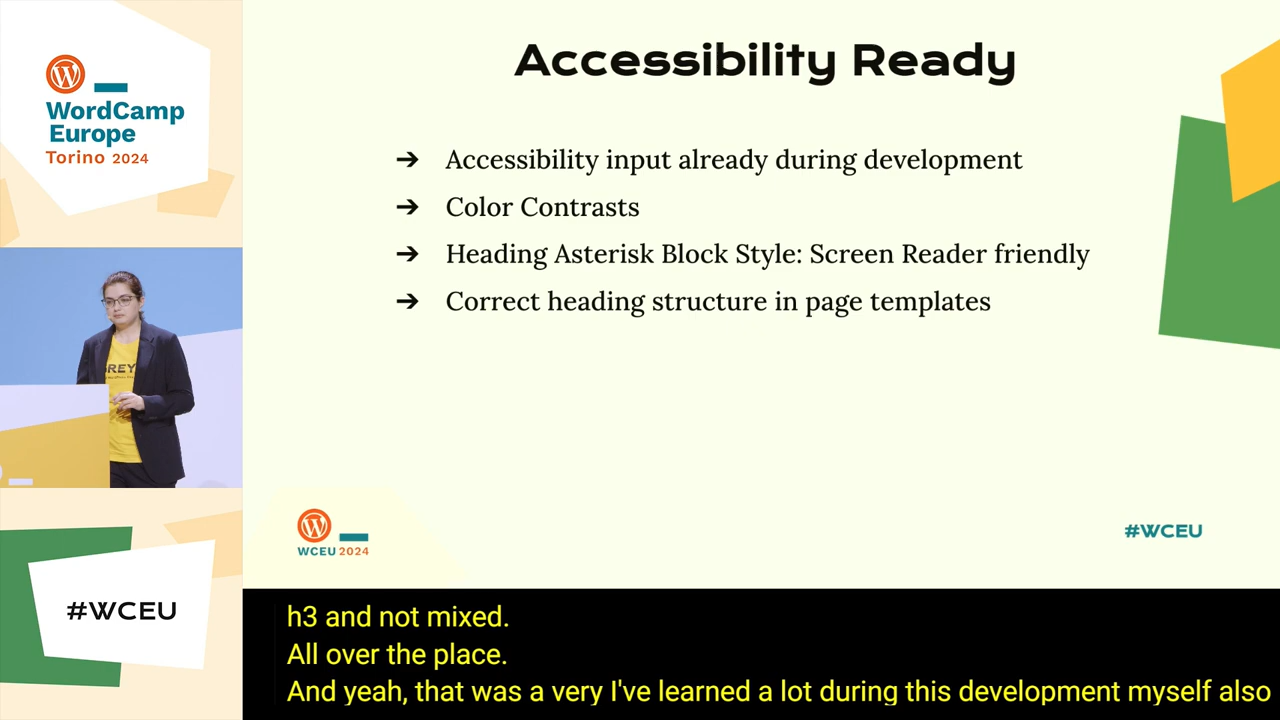 WordCamp
Europe
Torino 2024
Accessibility Ready
➔ Accessibility input already during development
➔ Color Contrasts
➔ Heading Asterisk Block Style: Screen Reader friendly
➔ Correct heading structure in page templates
WCEU 2024
#WCEU
#WCEU
h3 and not mixed.
All over the place.
And yeah, that was a very I've learned a lot during this development myself also